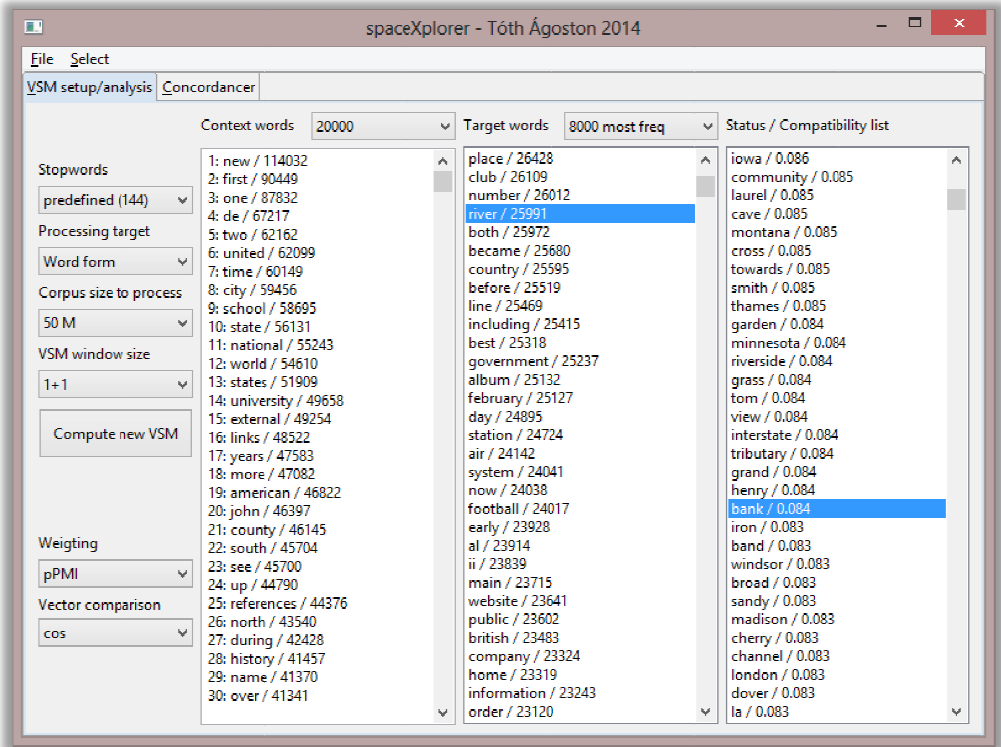 spaceXplorer - Tóth Ágoston 2014
File Select
VSM setup/analysis Concordancer
Context words 20000 Target words 8000 most freq Status / Compatibility list
Stopwords
predefined (144)
Processing target
Word form
Corpus size to process
50 M
VSM window size
1+1
Compute new VSM
Weigting
pPMI
Vector comparison
cos
1: new / 114032
2: first / 90449
3: one / 87832
4: de / 67217
5: two / 62162
6: united / 62099
7: time / 60149
8: city / 59456
9: school / 58695
10: state / 56131
11: national / 55243
12: world / 54610
13: states / 51909
14: university / 49658
15: external / 49254
16: links / 48522
17: years / 47583
18: more / 47082
19: american / 46822
20: john / 46397
21: county / 46145
22: south / 45704
23: see / 45700
24: up / 44790
25: references / 44376
26: north / 43540
27: during / 42428
28: history / 41457
29: name / 41370
30: over / 41341
place / 26428
club / 26109
number / 26012
river / 25991
both / 25972
became / 25680
country / 25595
before / 25519
line / 25469
including / 25415
best / 25318
government / 25237
album / 25132
february / 25127
day / 24895
station / 24724
air / 24142
system / 24041
now / 24038
football / 24017
early / 23928
al / 23914
ii / 23839
main / 23715
website / 23641
public / 23602
british / 23483
company / 23324
home / 23319
information / 23243
order / 23120
iowa / 0.086
community / 0.085
laurel / 0.085
cave / 0.085
montana / 0.085
cross / 0.085
towards / 0.085
smith / 0.085
thames / 0.085
garden / 0.084
minnesota / 0.084
riverside / 0.084
grass / 0.084
tom / 0.084
view / 0.084
interstate / 0.084
tributary / 0.084
grand / 0.084
henry / 0.084
bank / 0.084
iron / 0.083
band / 0.083
windsor / 0.083
broad / 0.083
sandy / 0.083
madison / 0.083
cherry / 0.083
channel / 0.083
london / 0.083
dover / 0.083
la / 0.083